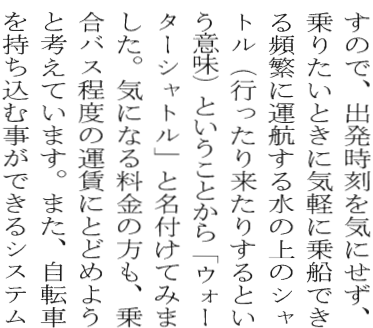 すので、出発時刻を気にせず、
乗りたいときに気軽に乗船でき
る頻繁に運航する水の上のシャ
トル（行ったり来たりするとい
う意味）ということから「ウォー
ターシャトル」と名付けてみま
した。気になる料金の方も、乗
合バス程度の運賃にとどめよう
と考えています。また、自転車
を持ち込む事ができるシステム